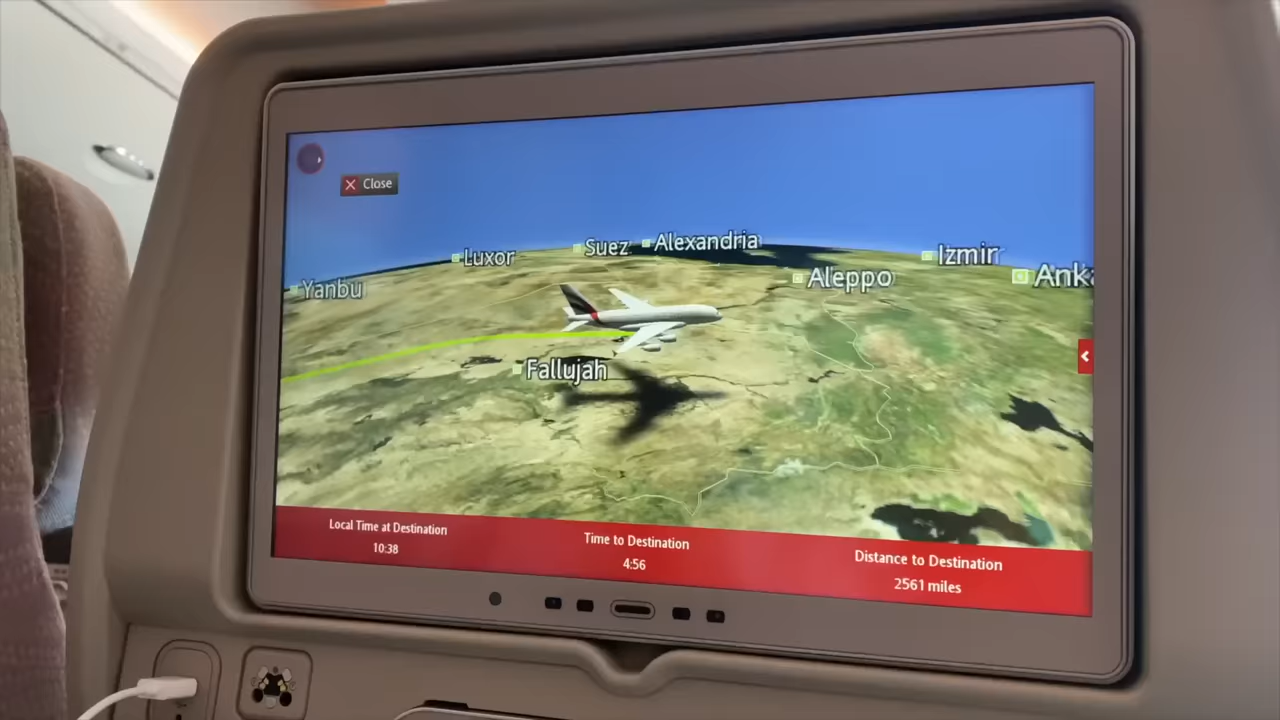 Close
Luxor
Suez
Alexandria
Izmir
Yanbu
Aleppo
Ank
Fallujah
Local Time at Destination
10:38
Time to Destination
4:56
Distance to Destination
2561 miles